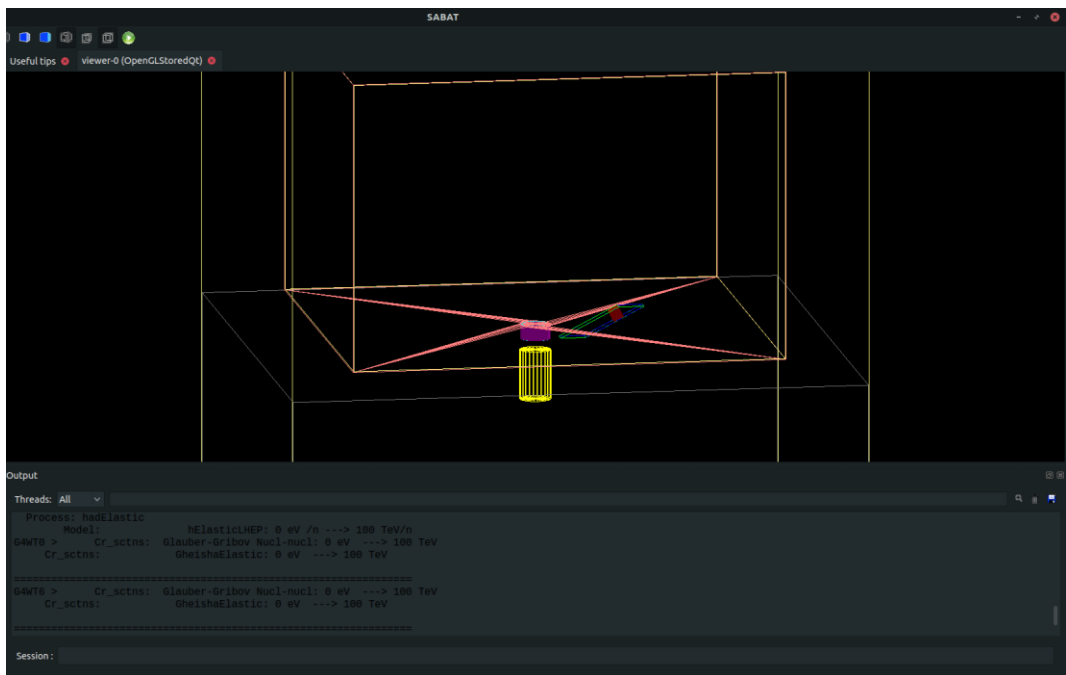 SABAT
Useful tips
viewer-0 (OpenGLStoredQt)
Output
Threads: All
Process: hadElastic
Model: hElasticLHEP: 0 eV /n ---> 100 TeV/n
G4WT0 > Cr_sctns: Glauber-Gribov Nucl-nucl: 0 eV ---> 100 TeV
Cr_sctns: GheishaElastic: 0 eV ---> 100 TeV
================================================================
G4WT6 > Cr_sctns: Glauber-Gribov Nucl-nucl: 0 eV ---> 100 TeV
Cr_sctns: GheishaElastic: 0 eV ---> 100 TeV
================================================================
Session :